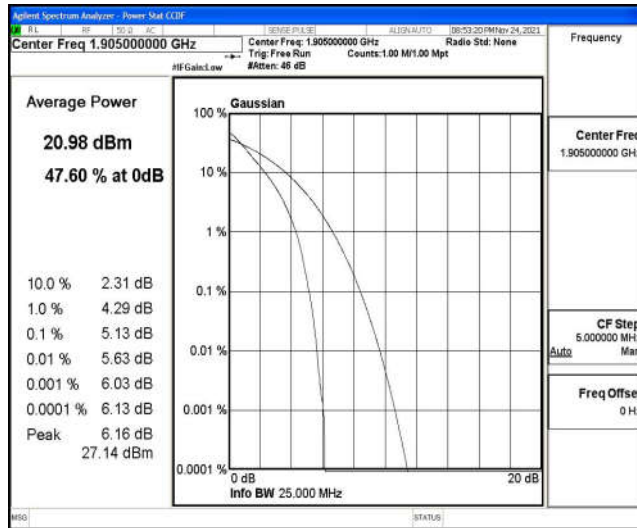 Agilent Spectrum Analyzer - Power Stat CCDF
RL RF 50 Ω AC SENSE:PULSE ALIGN AUTO 08:53:20 PM Nov 24, 2021
Center Freq 1.905000000 GHz
Center Freq: 1.905000000 GHz Radio Std: None
Trig: Free Run Counts:1.00 M/1.00 Mpt
#IFGain:Low #Atten: 46 dB
Frequency
Average Power
20.98 dBm
47.60 % at 0dB
10.0 % 2.31 dB
1.0 % 4.29 dB
0.1 % 5.13 dB
0.01 % 5.63 dB
0.001 % 6.03 dB
0.0001 % 6.13 dB
Peak 6.16 dB
27.14 dBm
Gaussian
100 %
10 %
1 %
0.1 %
0.01 %
0.001 %
0.0001 %
0 dB 20 dB
Info BW 25.000 MHz
Center Freq
1.905000000 GHz
CF Step
5.000000 MHz
Auto Man
Freq Offse
0 Hz
MSG STATUS